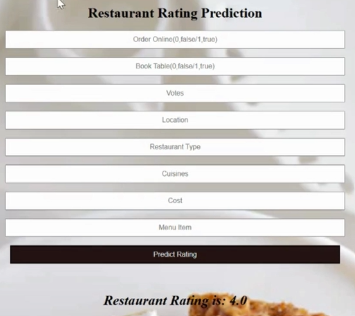 Restaurant Rating Prediction
Order Online(0,false/1,true)
Book Table(0,false/1,true)
Votes
Location
Restaurant Type
Cuisines
Cost
Menu Item
Predict Rating
Restaurant Rating is: 4.0